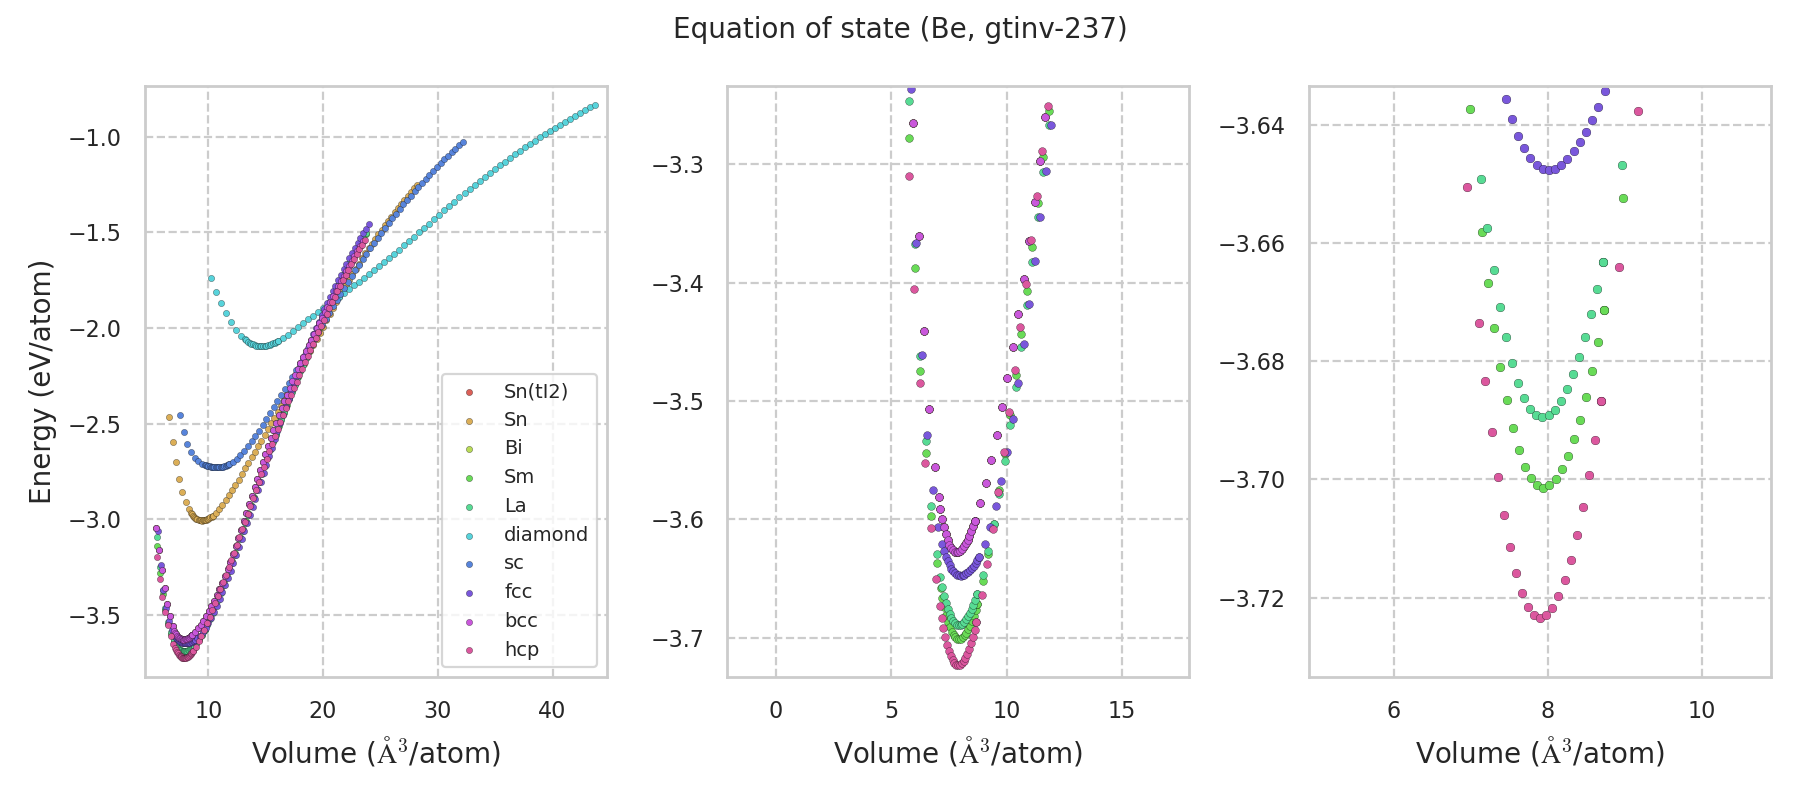 Equation of state (Be, gtinv-237)
Energy (eV/atom)
−1.0
−1.5
−2.0
−2.5
−3.0
−3.5
10
20
30
40
Volume (Å³/atom)
Sn(tI2)
Sn
Bi
Sm
La
diamond
sc
fcc
bcc
hcp
−3.3
−3.4
−3.5
−3.6
−3.7
0
5
10
15
Volume (Å³/atom)
−3.64
−3.66
−3.68
−3.70
−3.72
6
8
10
Volume (Å³/atom)